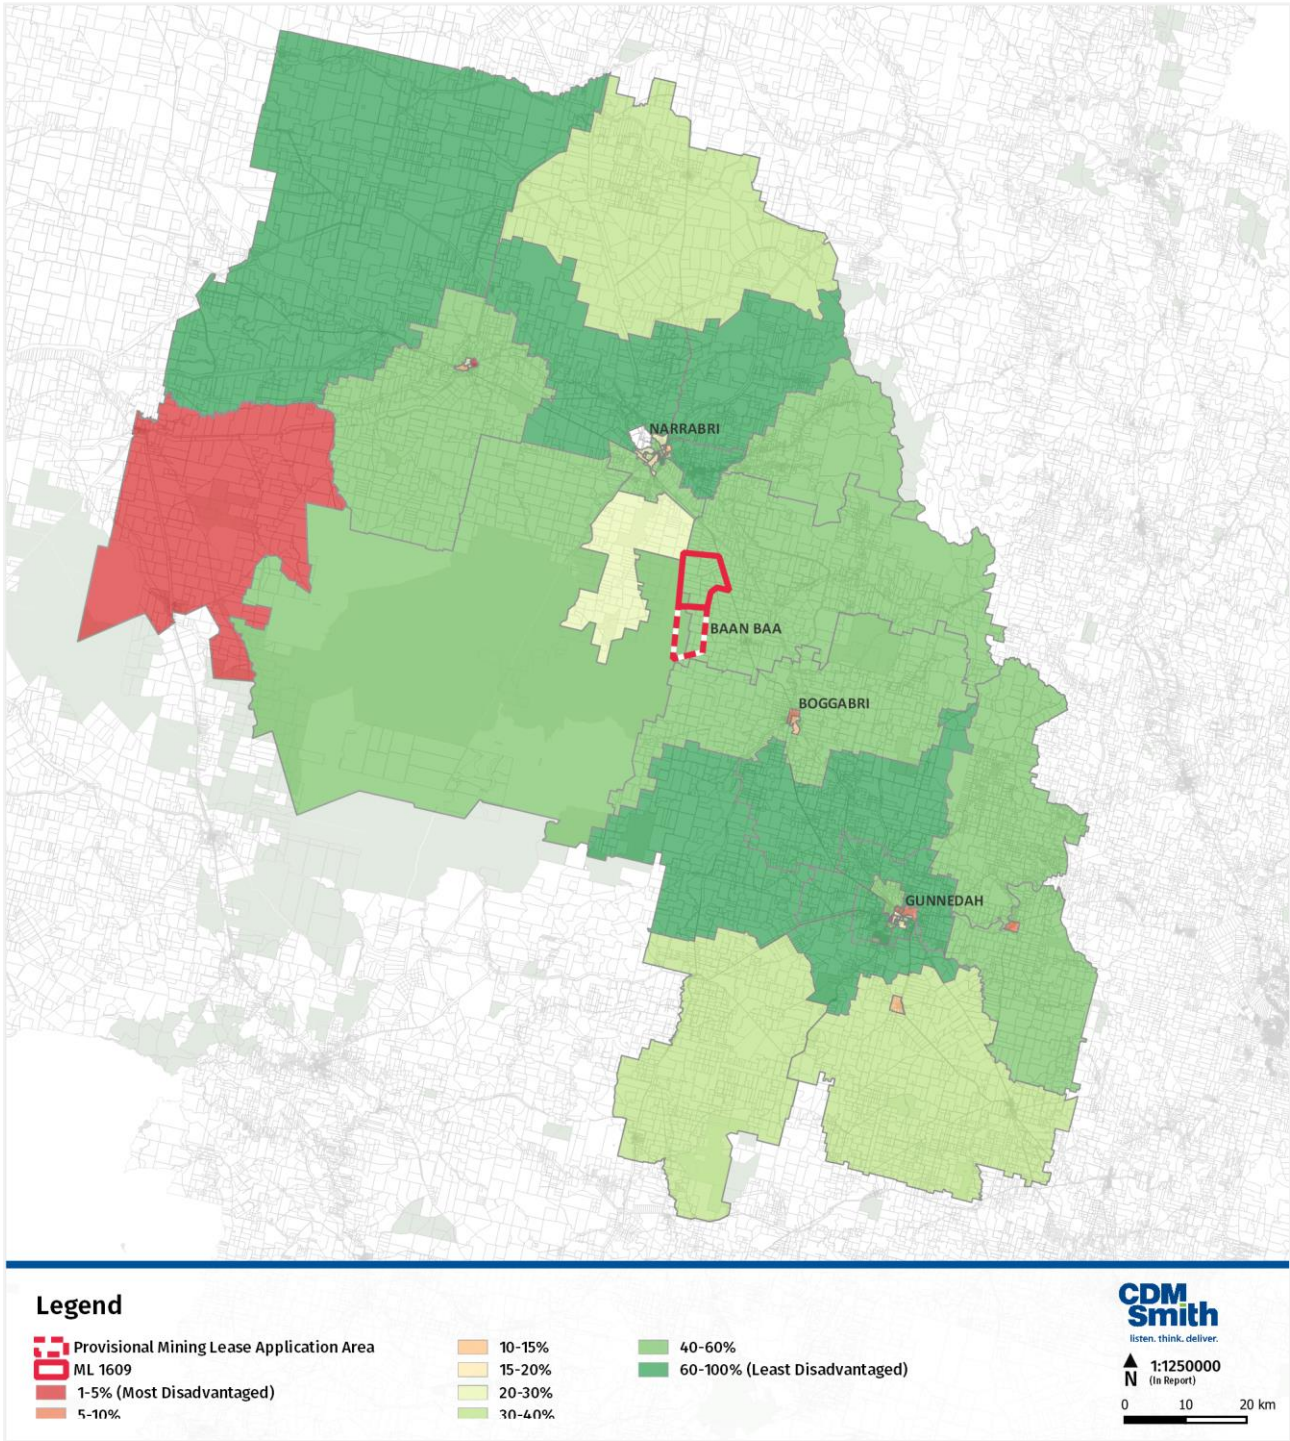 NARRABRI
BAAN BAA
BOGGABRI
GUNNEDAH
Legend
Provisional Mining Lease Application Area
ML 1609
1-5% (Most Disadvantaged)
5-10%
10-15%
15-20%
20-30%
30-40%
40-60%
60-100% (Least Disadvantaged)
CDM
Smith
listen. think. deliver.
N
1:1250000
(In Report)
0 10 20 km